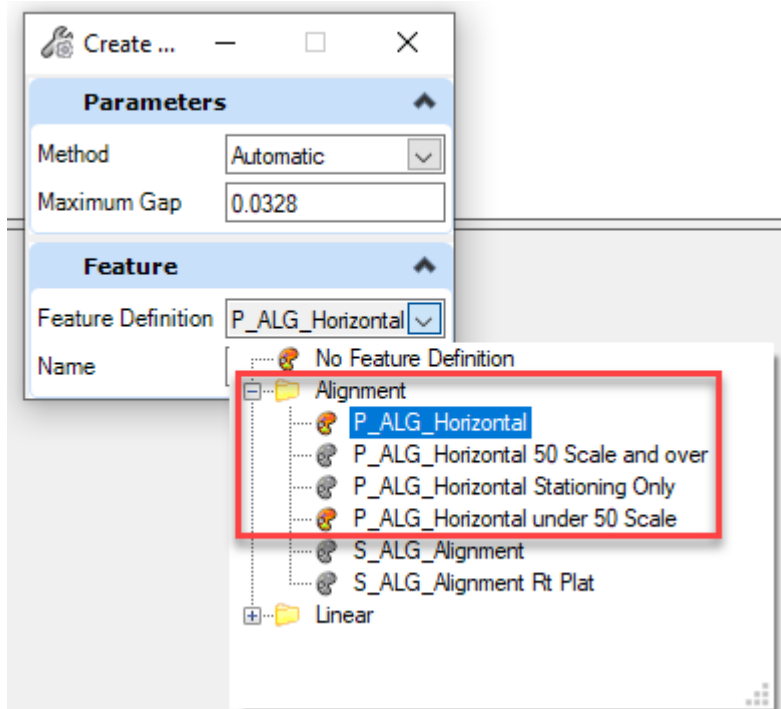 Create ...
Parameters
Method Automatic
Maximum Gap 0.0328
Feature
Feature Definition P_ALG_Horizontal
Name
No Feature Definition
Alignment
P_ALG_Horizontal
P_ALG_Horizontal 50 Scale and over
P_ALG_Horizontal Stationing Only
P_ALG_Horizontal under 50 Scale
S_ALG_Alignment
S_ALG_Alignment Rt Plat
Linear